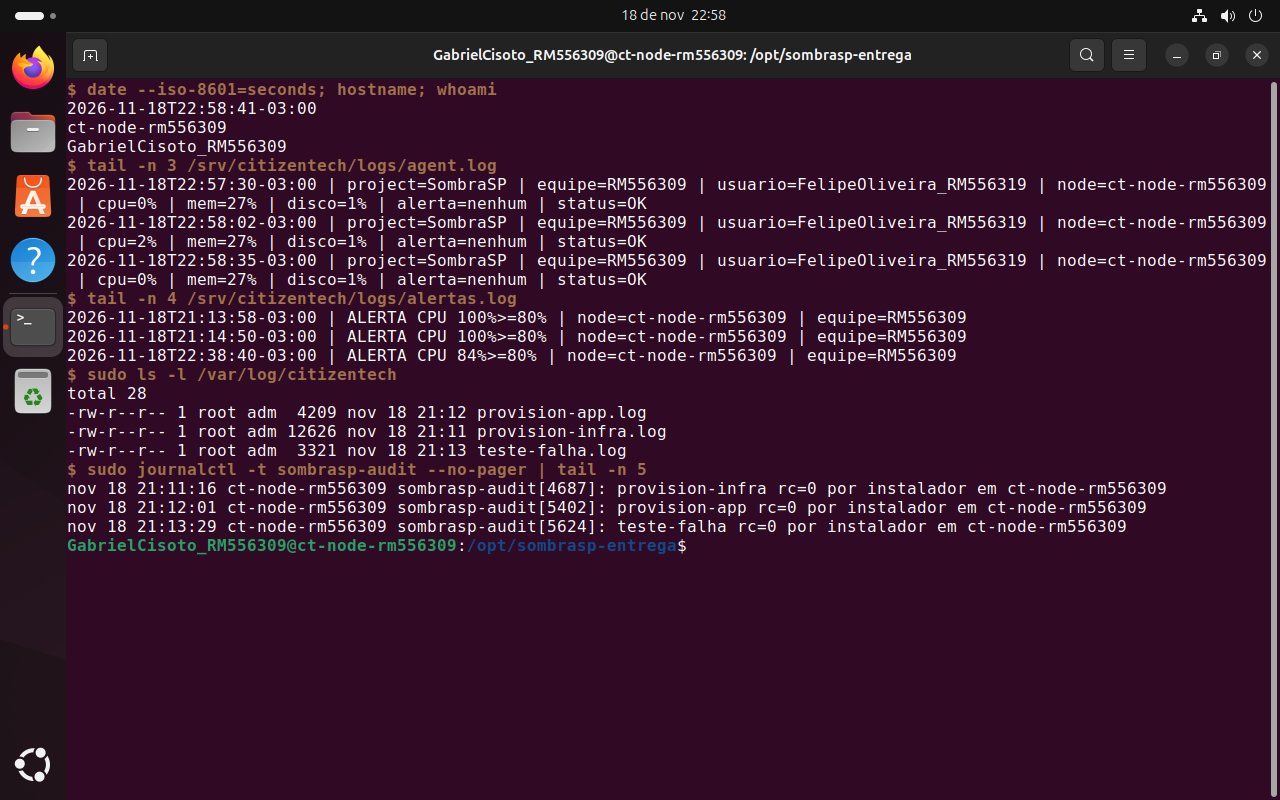 18 de nov 22:58
GabrielCisoto_RM556309@ct-node-rm556309: /opt/sombrasp-entrega
$ date --iso-8601=seconds; hostname; whoami
2026-11-18T22:58:41-03:00
ct-node-rm556309
GabrielCisoto_RM556309
$ tail -n 3 /srv/citizentech/logs/agent.log
2026-11-18T22:57:30-03:00 | project=SombraSP | equipe=RM556309 | usuario=FelipeOliveira_RM556319 | node=ct-node-rm556309
| cpu=0% | mem=27% | disco=1% | alerta=nenhum | status=OK
2026-11-18T22:58:02-03:00 | project=SombraSP | equipe=RM556309 | usuario=FelipeOliveira_RM556319 | node=ct-node-rm556309
| cpu=2% | mem=27% | disco=1% | alerta=nenhum | status=OK
2026-11-18T22:58:35-03:00 | project=SombraSP | equipe=RM556309 | usuario=FelipeOliveira_RM556319 | node=ct-node-rm556309
| cpu=0% | mem=27% | disco=1% | alerta=nenhum | status=OK
$ tail -n 4 /srv/citizentech/logs/alertas.log
2026-11-18T21:13:58-03:00 | ALERTA CPU 100%>=80% | node=ct-node-rm556309 | equipe=RM556309
2026-11-18T21:14:50-03:00 | ALERTA CPU 100%>=80% | node=ct-node-rm556309 | equipe=RM556309
2026-11-18T22:38:40-03:00 | ALERTA CPU 84%>=80% | node=ct-node-rm556309 | equipe=RM556309
$ sudo ls -l /var/log/citizentech
total 28
-rw-r--r-- 1 root adm  4209 nov 18 21:12 provision-app.log
-rw-r--r-- 1 root adm 12626 nov 18 21:11 provision-infra.log
-rw-r--r-- 1 root adm  3321 nov 18 21:13 teste-falha.log
$ sudo journalctl -t sombrasp-audit --no-pager | tail -n 5
nov 18 21:11:16 ct-node-rm556309 sombrasp-audit[4687]: provision-infra rc=0 por instalador em ct-node-rm556309
nov 18 21:12:01 ct-node-rm556309 sombrasp-audit[5402]: provision-app rc=0 por instalador em ct-node-rm556309
nov 18 21:13:29 ct-node-rm556309 sombrasp-audit[5624]: teste-falha rc=0 por instalador em ct-node-rm556309
GabrielCisoto_RM556309@ct-node-rm556309:/opt/sombrasp-entrega$